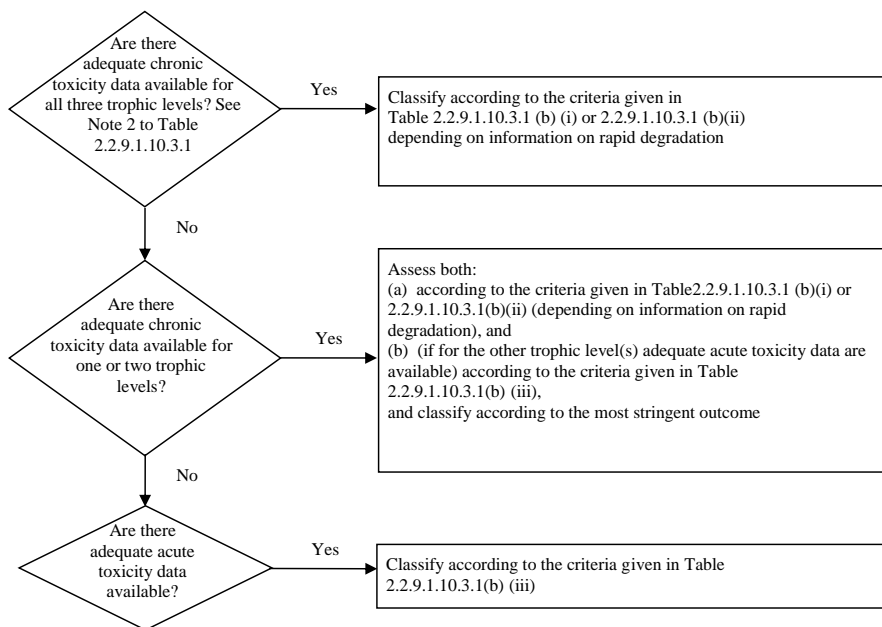 Are there
adequate chronic
toxicity data available for
all three trophic levels? See
Note 2 to Table
2.2.9.1.10.3.1
Yes
Classify according to the criteria given in
Table 2.2.9.1.10.3.1 (b) (i) or 2.2.9.1.10.3.1 (b)(ii)
depending on information on rapid degradation
No
Are there
adequate chronic
toxicity data available for
one or two trophic
levels?
Yes
Assess both:
(a) according to the criteria given in Table2.2.9.1.10.3.1 (b)(i) or
2.2.9.1.10.3.1(b)(ii) (depending on information on rapid
degradation), and
(b) (if for the other trophic level(s) adequate acute toxicity data are
available) according to the criteria given in Table
2.2.9.1.10.3.1(b) (iii),
and classify according to the most stringent outcome
No
Are there
adequate acute
toxicity data
available?
Yes
Classify according to the criteria given in Table
2.2.9.1.10.3.1(b) (iii)